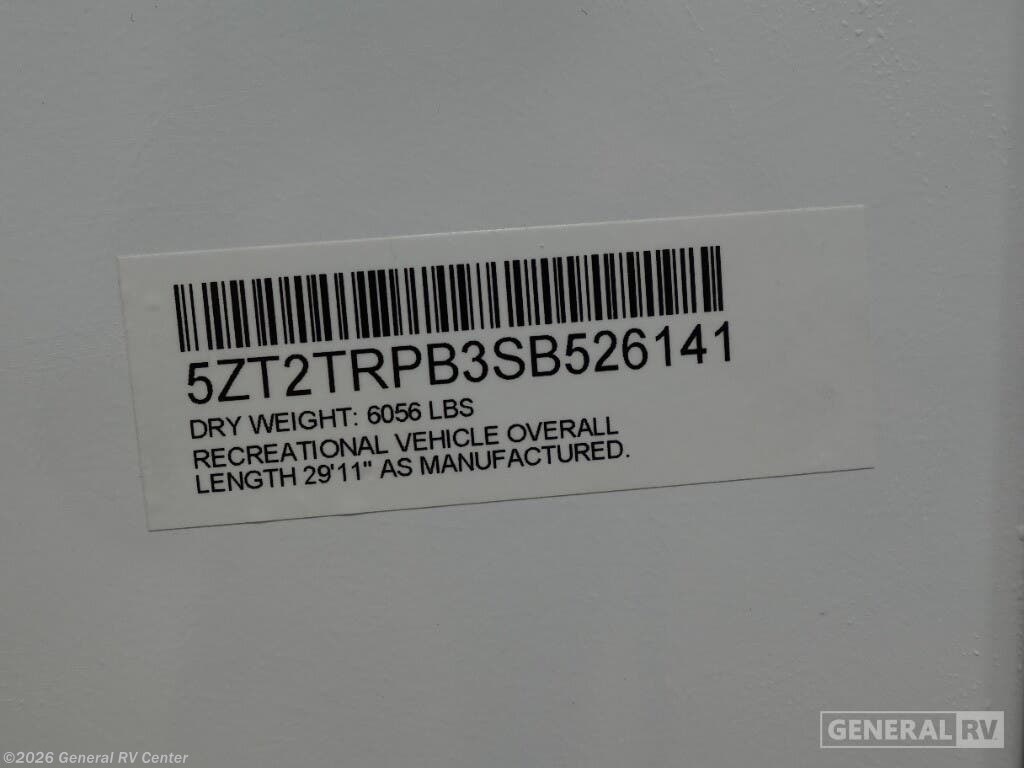 5ZT2TRPB3SB526141
DRY WEIGHT: 6056 LBS
RECREATIONAL VEHICLE OVERALL
LENGTH 29'11" AS MANUFACTURED.
GENERAL RV
©2026 General RV Center